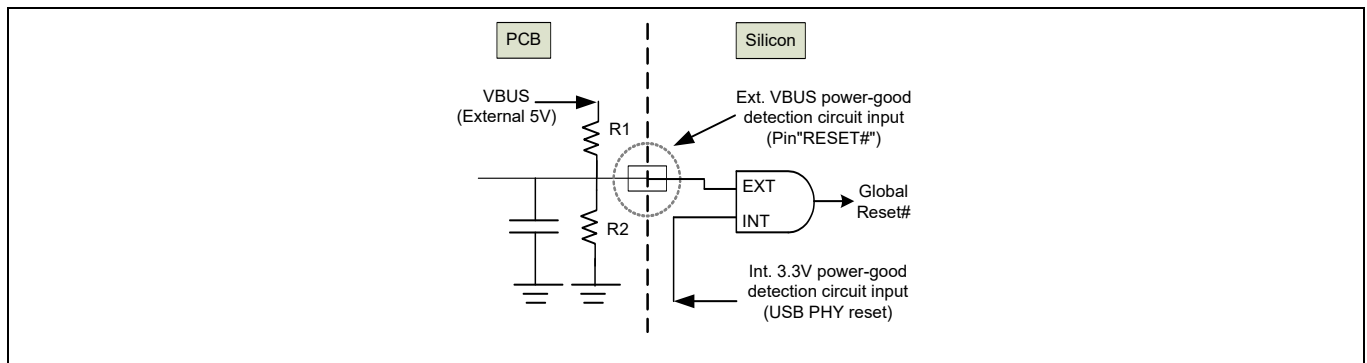 PCB
Silicon
VBUS
(External 5V)
R1
Ext. VBUS power-good
detection circuit input
(Pin"RESET#")
EXT
INT
Global
Reset#
R2
Int. 3.3V power-good
detection circuit input
(USB PHY reset)